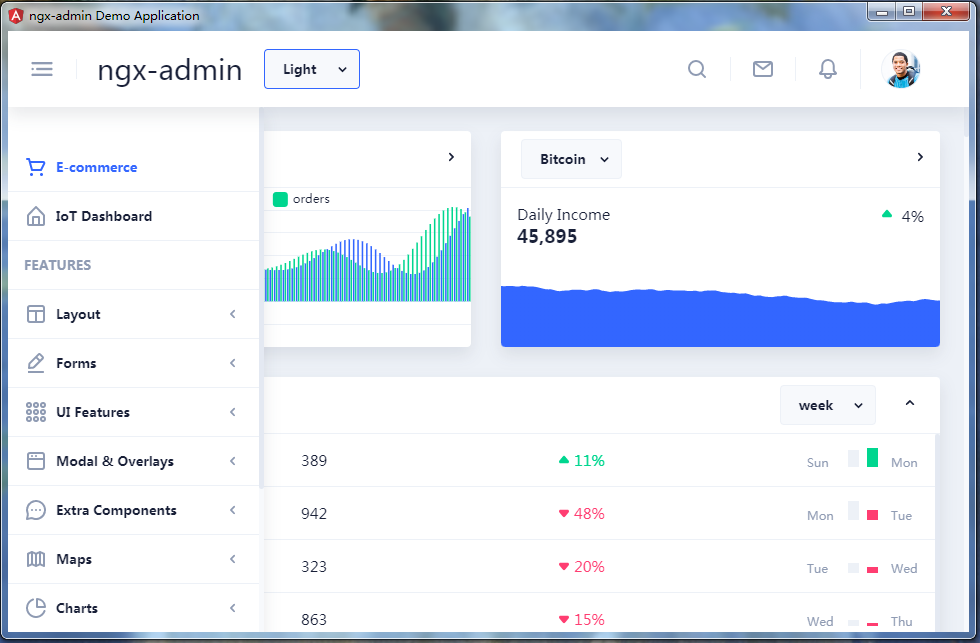 ngx-admin Demo Application
ngx-admin Light
E-commerce
IoT Dashboard
FEATURES
Layout
Forms
UI Features
Modal & Overlays
Extra Components
Maps
Charts
orders
Bitcoin
Daily Income
45,895
4%
week
389 11% Sun Mon
942 48% Mon Tue
323 20% Tue Wed
863 15% Wed Thu